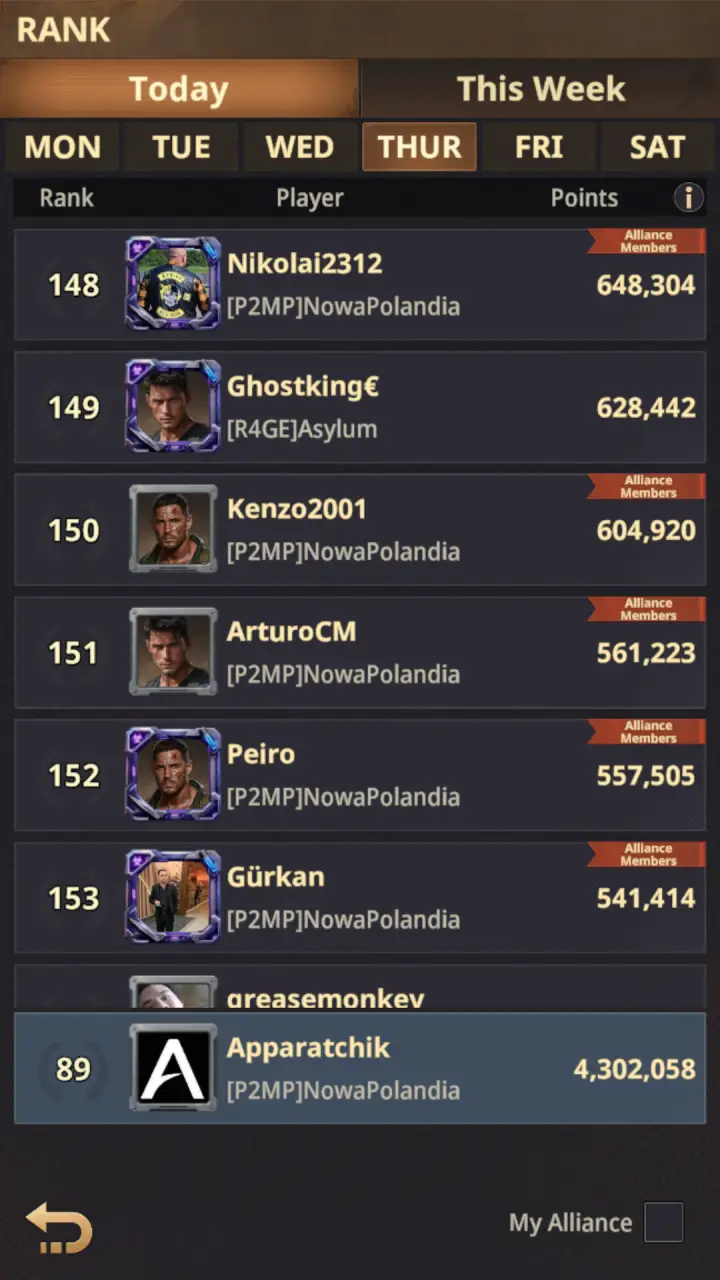 RANK
Today This Week
MON TUE WED THUR FRI SAT
Rank Player Points i
Alliance
Members
148 Nikolai2312 648,304
[P2MP]NowaPolandia
149 Ghostking€ 628,442
[R4GE]Asylum
Alliance
Members
150 Kenzo2001 604,920
[P2MP]NowaPolandia
Alliance
Members
151 ArturoCM 561,223
[P2MP]NowaPolandia
Alliance
Members
152 Peiro 557,505
[P2MP]NowaPolandia
Alliance
Members
153 Gürkan 541,414
[P2MP]NowaPolandia
greasemonkey
89 Apparatchik 4,302,058
[P2MP]NowaPolandia
My Alliance